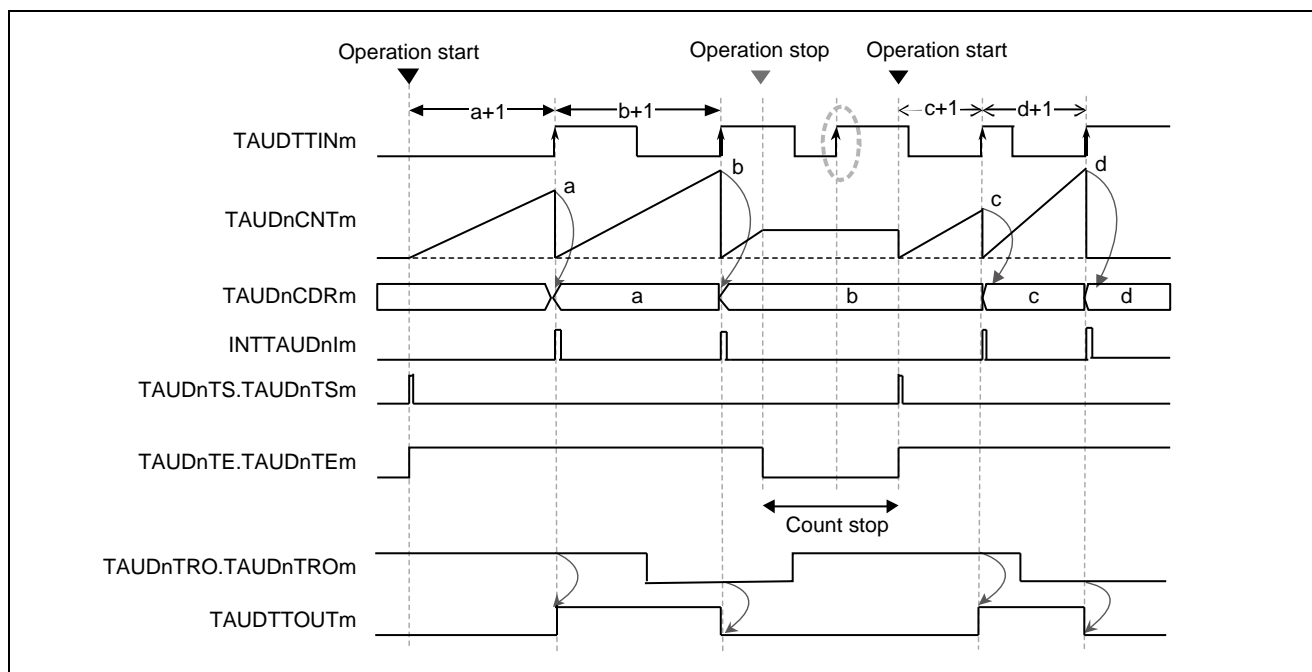 Operation start
Operation stop
Operation start
a+1
b+1
c+1
d+1
TAUDTTINm
a
b
c
d
TAUDnCNTm
TAUDnCDRm
a
b
c
d
INTTAUDnIm
TAUDnTS.TAUDnTSm
TAUDnTE.TAUDnTEm
Count stop
TAUDnTRO.TAUDnTROm
TAUDTTOUTm